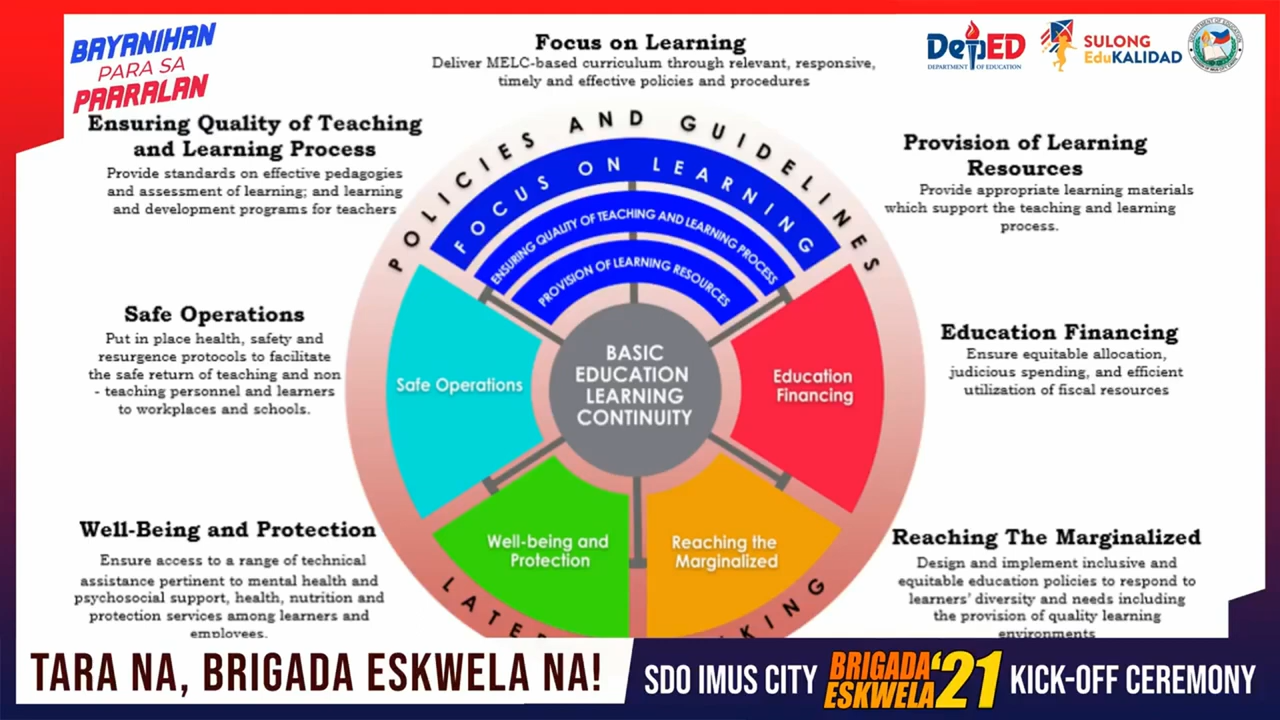 BAYANIHAN
PARA SA
PAARALAN
Focus on Learning
Deliver MELC-based curriculum through relevant, responsive,
timely and effective policies and procedures
DepED
DEPARTMENT OF EDUCATION
SULONG
EduKALIDAD
Ensuring Quality of Teaching
and Learning Process
Provide standards on effective pedagogies
and assessment of learning; and learning
and development programs for teachers
Provision of Learning
Resources
Provide appropriate learning materials
which support the teaching and learning
process.
POLICIES AND GUIDELINES
FOCUS ON LEARNING
ENSURING QUALITY OF TEACHING AND LEARNING PROCESS
PROVISION OF LEARNING RESOURCES
Safe Operations
Put in place health, safety and
resurgence protocols to facilitate
the safe return of teaching and non
- teaching personnel and learners
to workplaces and schools.
Safe Operations
BASIC
EDUCATION
LEARNING
CONTINUITY
Education
Financing
Education Financing
Ensure equitable allocation,
judicious spending, and efficient
utilization of fiscal resources
Well-Being and Protection
Ensure access to a range of technical
assistance pertinent to mental health and
psychosocial support, health, nutrition and
protection services among learners and
employees.
Well-being and
Protection
Reaching the
Marginalized
Reaching The Marginalized
Design and implement inclusive and
equitable education policies to respond to
learners' diversity and needs including
the provision of quality learning
environments
LATE
KING
TARA NA, BRIGADA ESKWELA NA!
SDO IMUS CITY BRIGADA ESKWELA '21 KICK-OFF CEREMONY